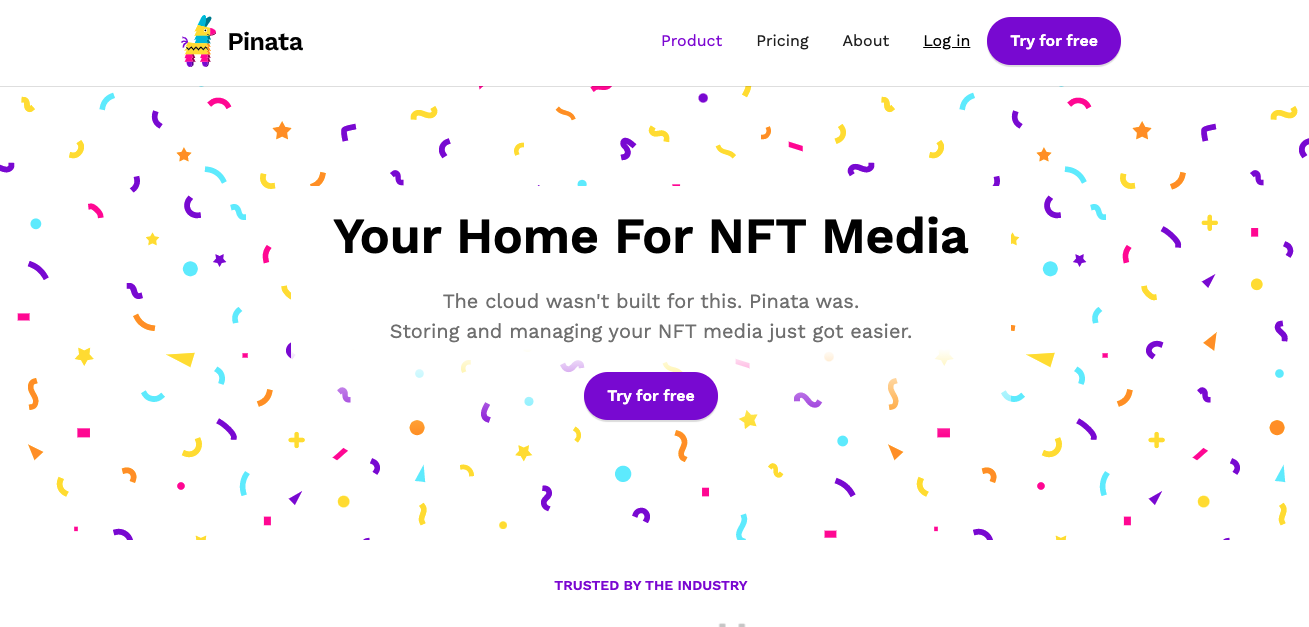 Pinata
Product
Pricing
About
Log in
Try for free
Your Home For NFT Media
The cloud wasn't built for this. Pinata was.
Storing and managing your NFT media just got easier.
Try for free
TRUSTED BY THE INDUSTRY